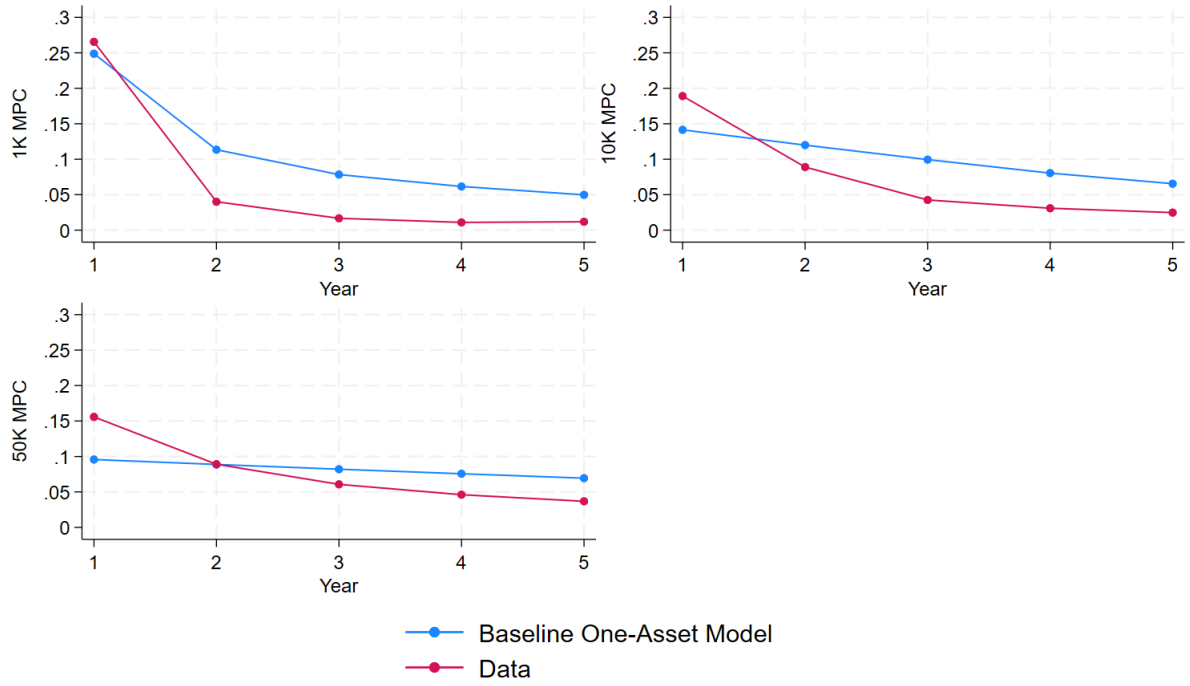 1K MPC
.3
.25
.2
.15
.1
.05
0
1 2 3 4 5
Year
10K MPC
.3
.25
.2
.15
.1
.05
0
1 2 3 4 5
Year
50K MPC
.3
.25
.2
.15
.1
.05
0
1 2 3 4 5
Year
Baseline One-Asset Model
Data